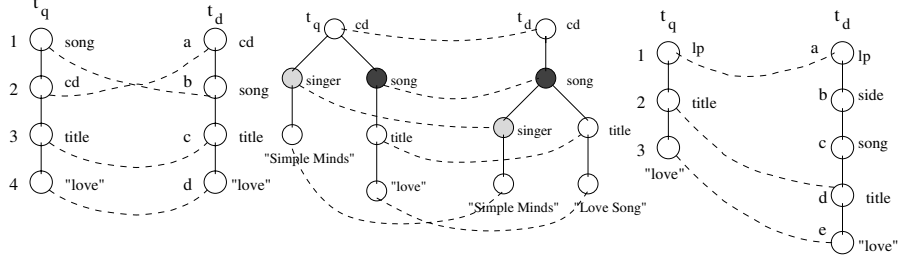 t_q t_d
1 song a cd
2 cd b song
3 title c title
4 "love" d "love"
t_q cd t_d cd
singer song song
title singer title
"Simple Minds"
"love" "Simple Minds" "Love Song"
t_q t_d
1 lp a lp
2 title b side
3 c song
"love"
d title
e "love"